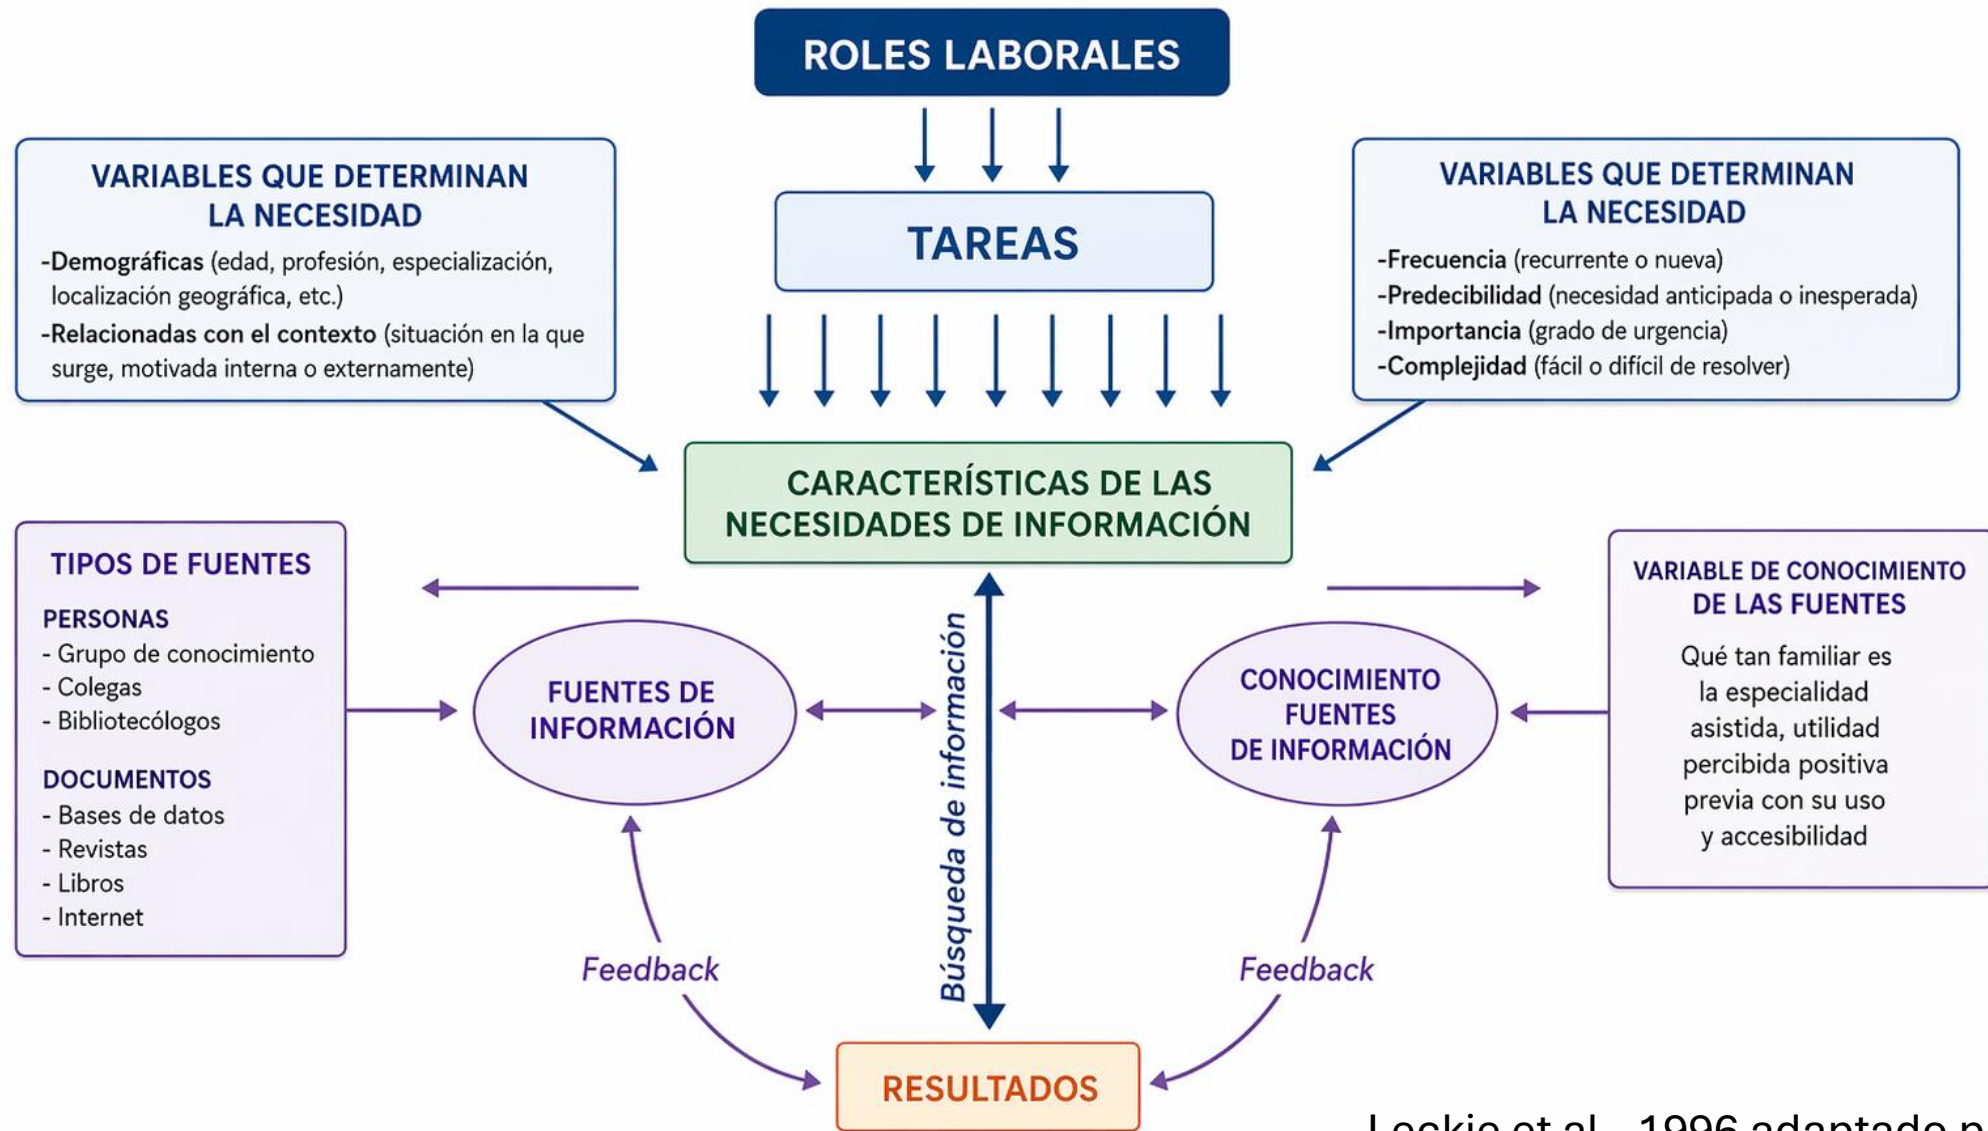 ROLES LABORALES
VARIABLES QUE DETERMINAN
LA NECESIDAD
-Demográficas (edad, profesión, especialización,
localización geográfica, etc.)
-Relacionadas con el contexto (situación en la que
surge, motivada interna o externamente)
TAREAS
VARIABLES QUE DETERMINAN
LA NECESIDAD
-Frecuencia (recurrente o nueva)
-Predecibilidad (necesidad anticipada o inesperada)
-Importancia (grado de urgencia)
-Complejidad (fácil o difícil de resolver)
CARACTERÍSTICAS DE LAS
NECESIDADES DE INFORMACIÓN
TIPOS DE FUENTES
PERSONAS
- Grupo de conocimiento
- Colegas
- Bibliotecólogos
DOCUMENTOS
- Bases de datos
- Revistas
- Libros
- Internet
FUENTES DE
INFORMACIÓN
Búsqueda de información
CONOCIMIENTO
FUENTES
DE INFORMACIÓN
VARIABLE DE CONOCIMIENTO
DE LAS FUENTES
Qué tan familiar es
la especialidad
asistida, utilidad
percibida positiva
previa con su uso
y accesibilidad
Feedback
Feedback
RESULTADOS
Leckie et al., 1996 adaptado